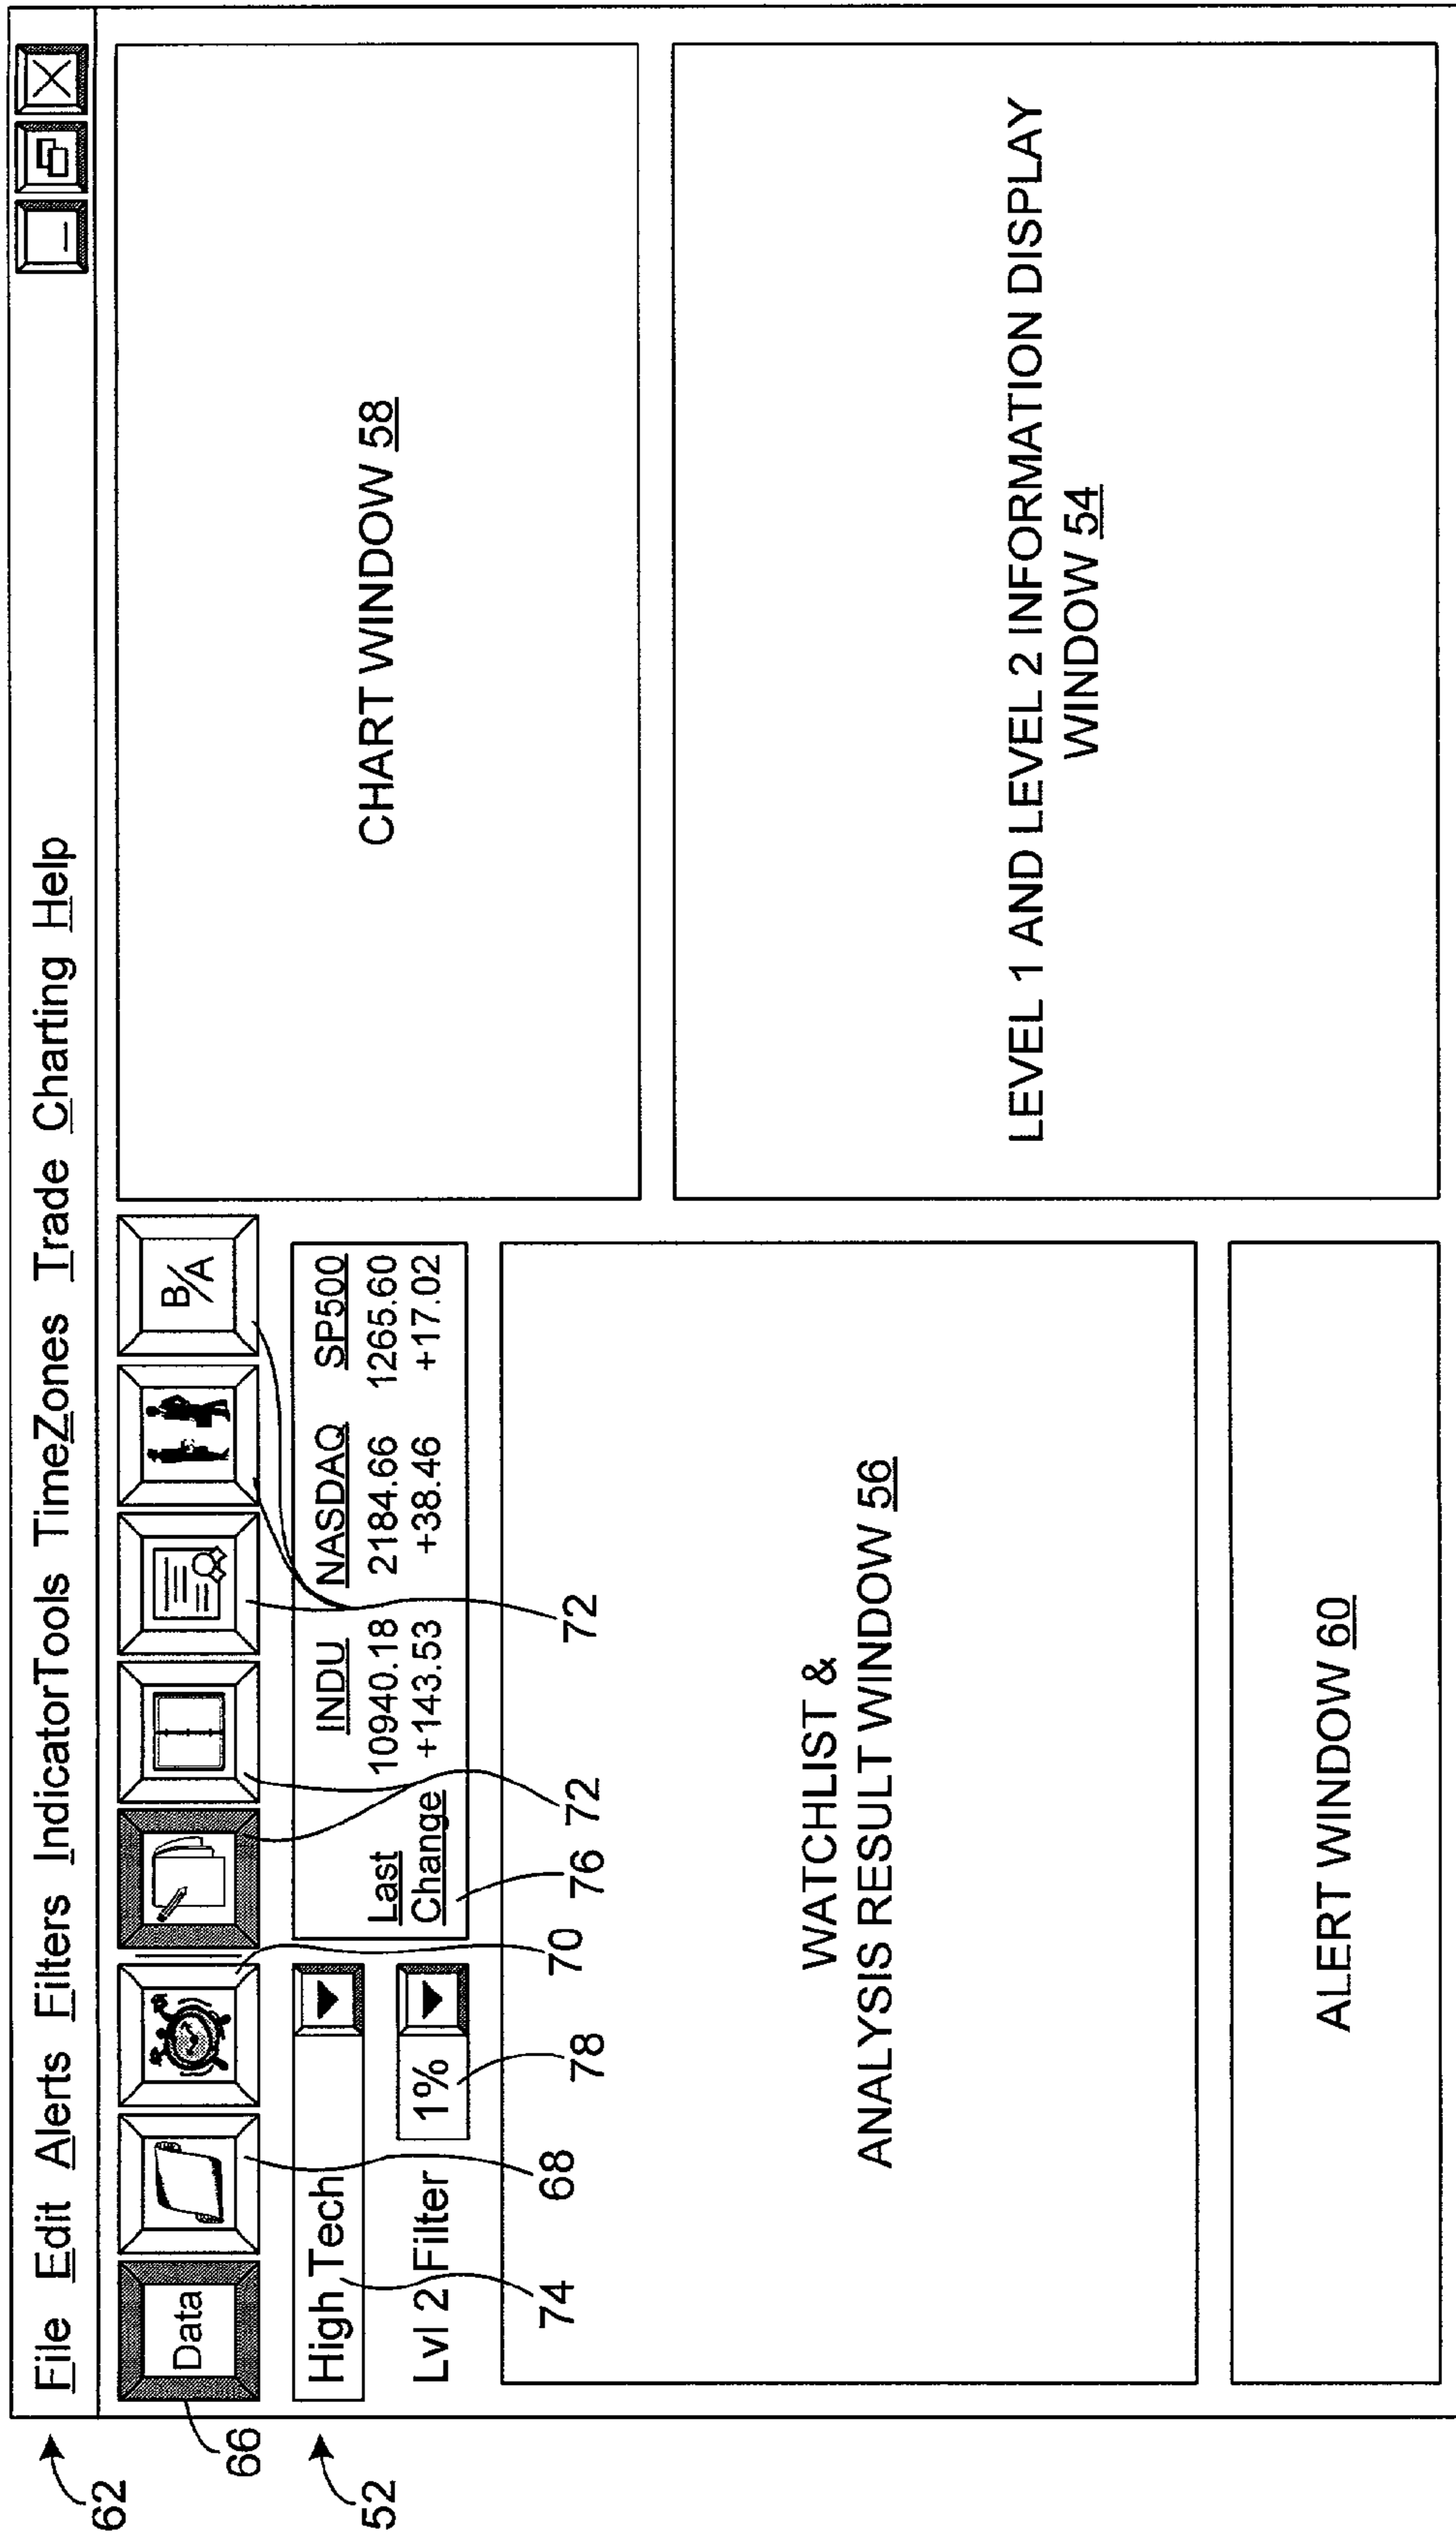 62
File Edit Alerts Filters IndicatorTools TimeZones Trade Charting Help
66
Data
B/A
52
High Tech
Lvl 2 Filter 1%
INDU NASDAQ SP500
Last 10940.18 2184.66 1265.60
Change +143.53 +38.46 +17.02
74
68
78
70
76
72
72
CHART WINDOW 58
WATCHLIST &
ANALYSIS RESULT WINDOW 56
LEVEL 1 AND LEVEL 2 INFORMATION DISPLAY
WINDOW 54
ALERT WINDOW 60